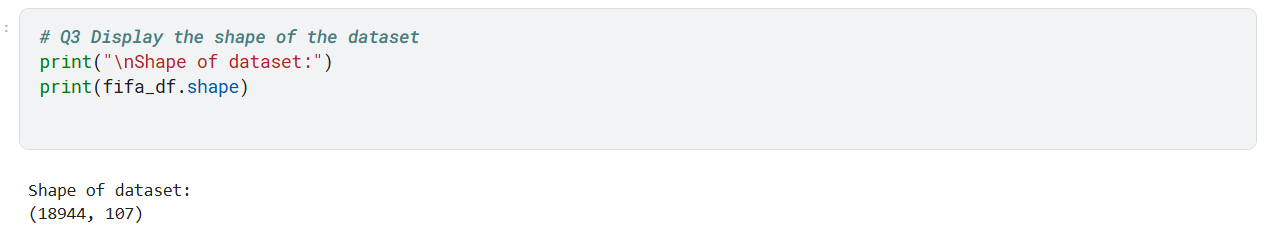 :
# Q3 Display the shape of the dataset
print("\nShape of dataset:")
print(fifa_df.shape)
Shape of dataset:
(18944, 107)